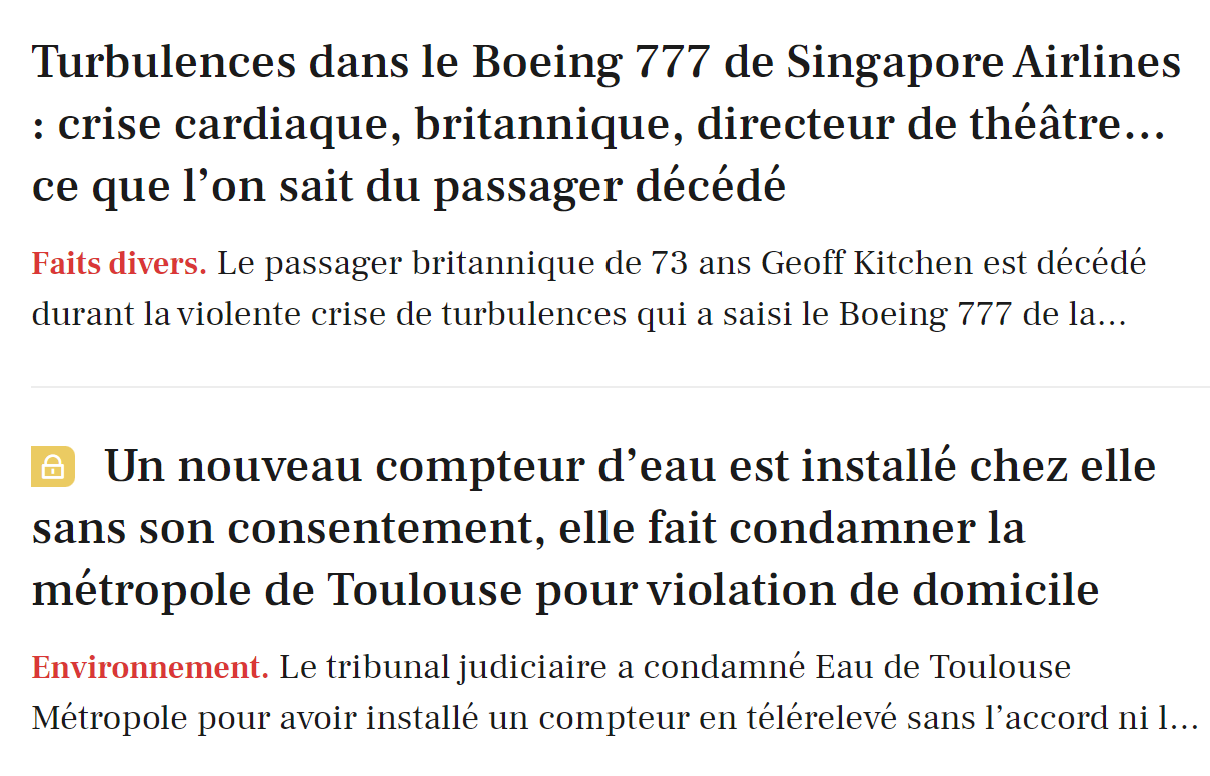 Turbulences dans le Boeing 777 de Singapore Airlines
: crise cardiaque, britannique, directeur de théâtre…
ce que l’on sait du passager décédé
Faits divers. Le passager britannique de 73 ans Geoff Kitchen est décédé
durant la violente crise de turbulences qui a saisi le Boeing 777 de la…
Un nouveau compteur d’eau est installé chez elle
sans son consentement, elle fait condamner la
métropole de Toulouse pour violation de domicile
Environnement. Le tribunal judiciaire a condamné Eau de Toulouse
Métropole pour avoir installé un compteur en télérelevé sans l’accord ni l…